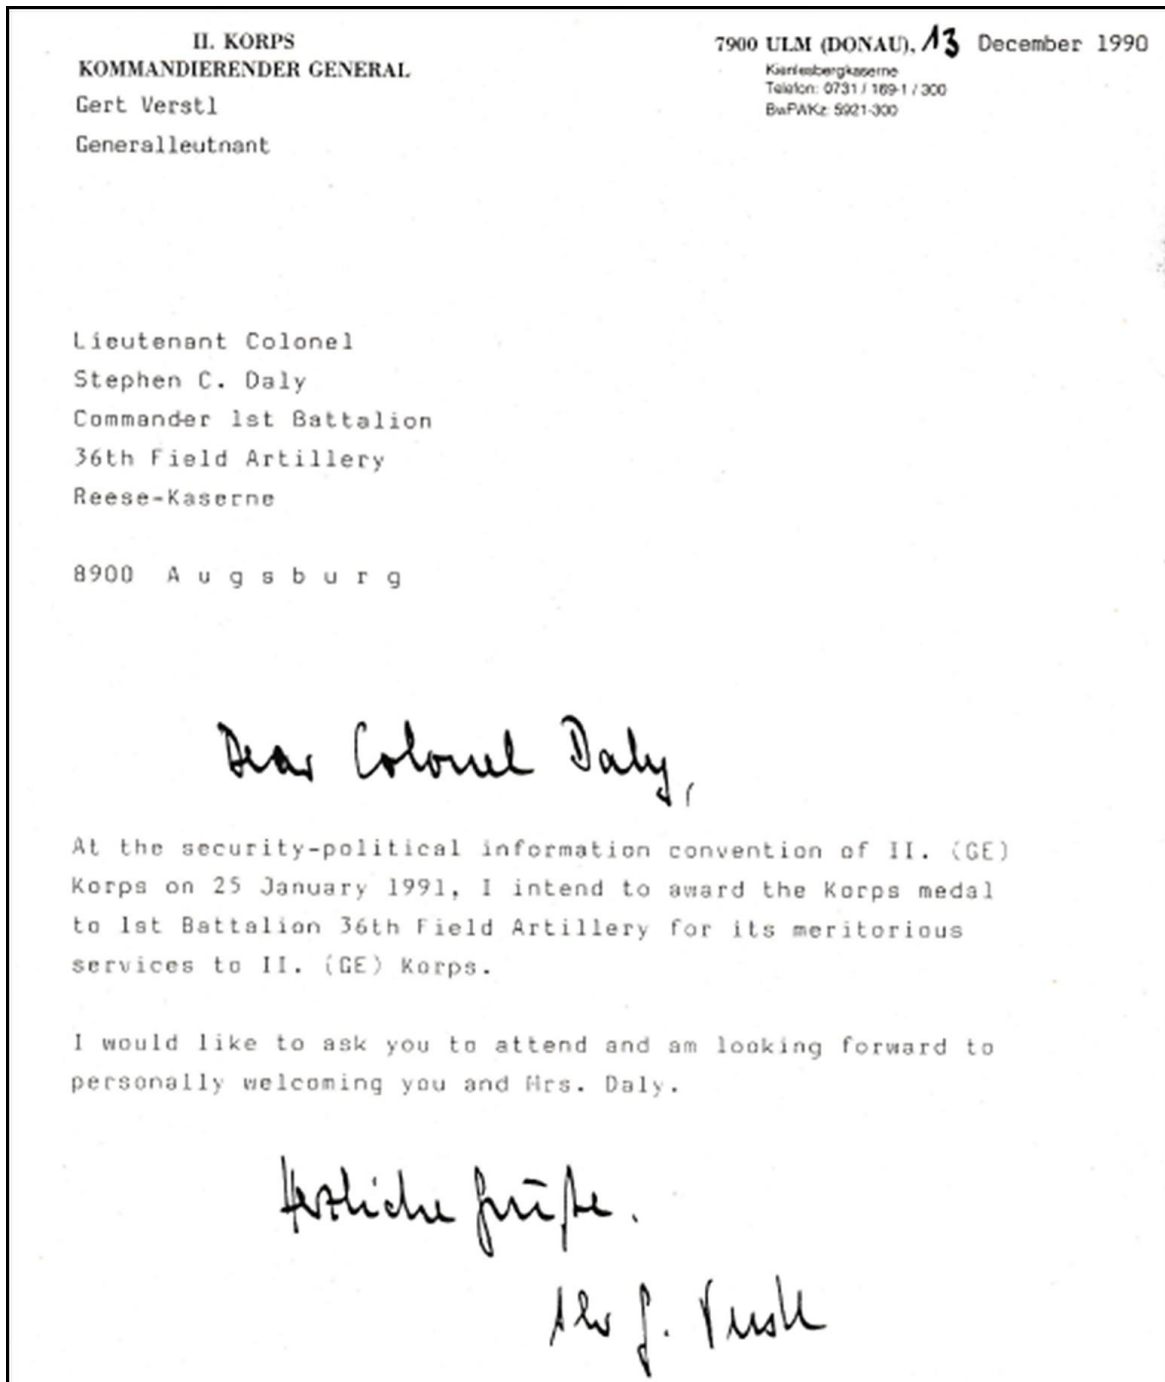 II. KORPS
KOMMANDIERENDER GENERAL
Gert Verstl
Generalleutnant
7900 ULM (DONAU), 13 December 1990
Kienlesbergkaserne
Telefon: 0731 / 169-1 / 300
BwFWKz: 5921-300
Lieutenant Colonel
Stephen C. Daly
Commander 1st Battalion
36th Field Artillery
Reese-Kaserne
8900 A u g s b u r g
Dear Colonel Daly,
At the security-political information convention of II. (GE)
Korps on 25 January 1991, I intend to award the Korps medal
to 1st Battalion 36th Field Artillery for its meritorious
services to II. (GE) Korps.
I would like to ask you to attend and am looking forward to
personally welcoming you and Mrs. Daly.
Herzliche Grüße.
Ihr G. Verstl